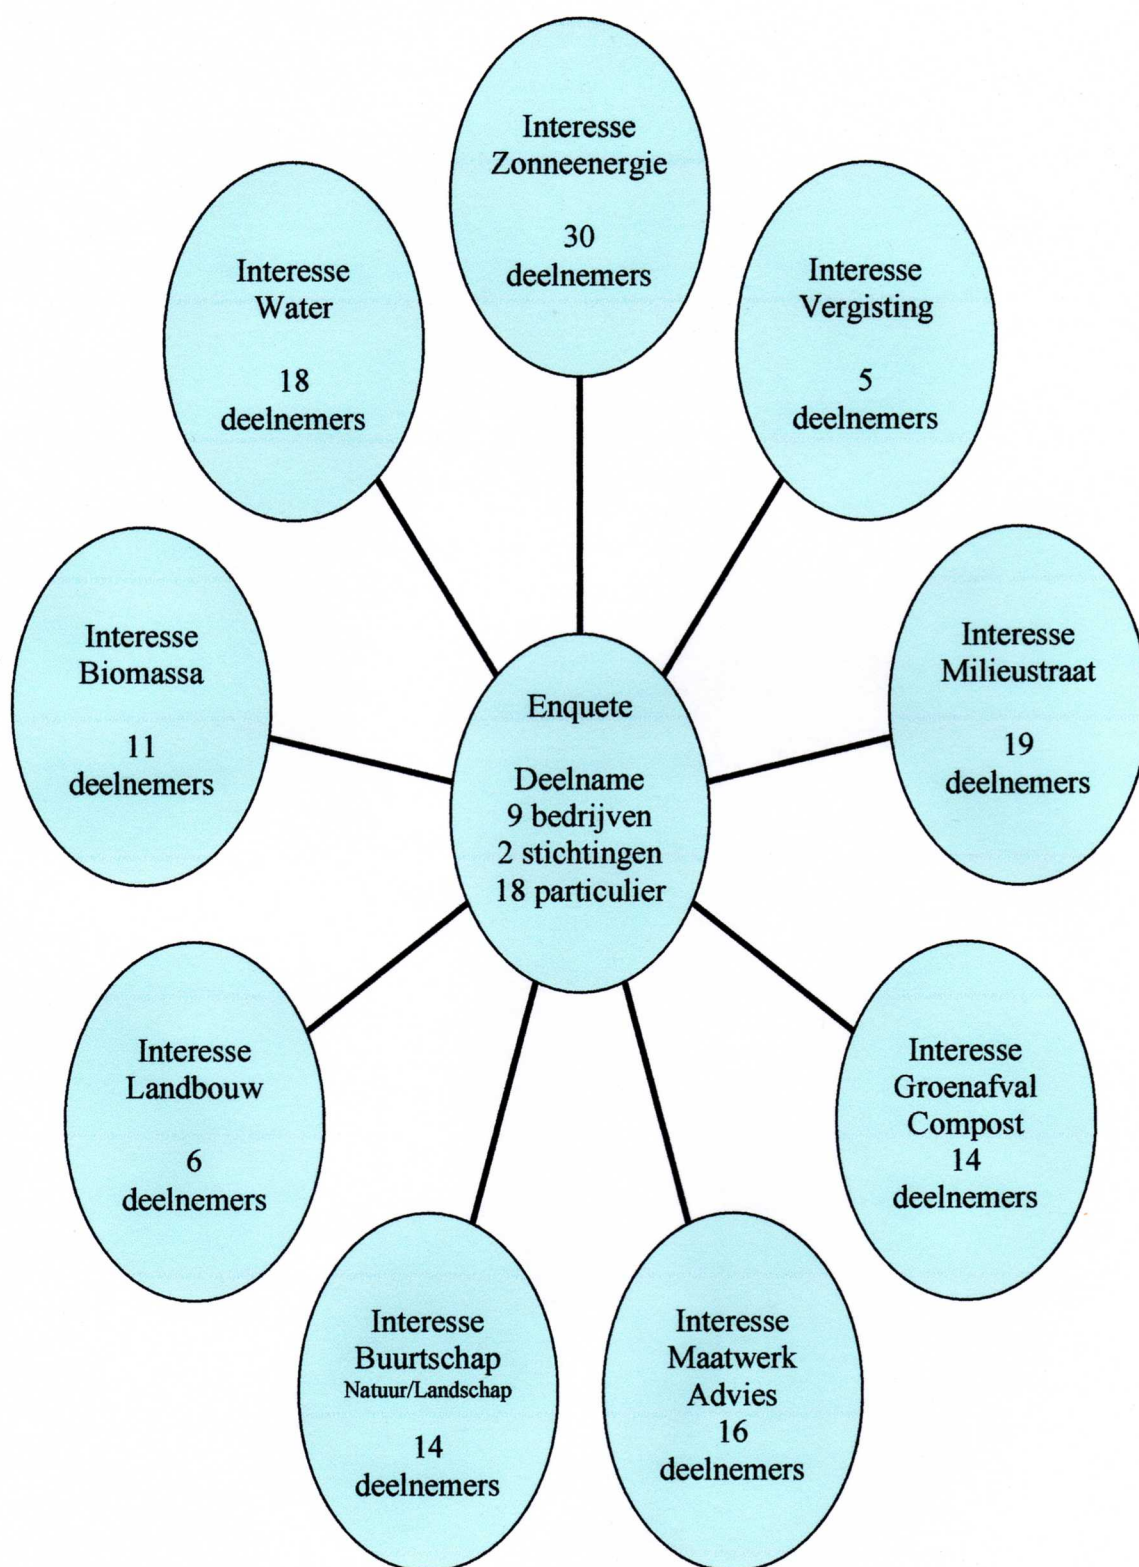 Interesse
Zonneenergie
30
deelnemers
Interesse
Water
18
deelnemers
Interesse
Vergisting
5
deelnemers
Interesse
Biomassa
11
deelnemers
Enquete
Deelname
9 bedrijven
2 stichtingen
18 particulier
Interesse
Milieustraat
19
deelnemers
Interesse
Landbouw
6
deelnemers
Interesse
Groenafval
Compost
14
deelnemers
Interesse
Buurtschap
Natuur/Landschap
14
deelnemers
Interesse
Maatwerk
Advies
16
deelnemers